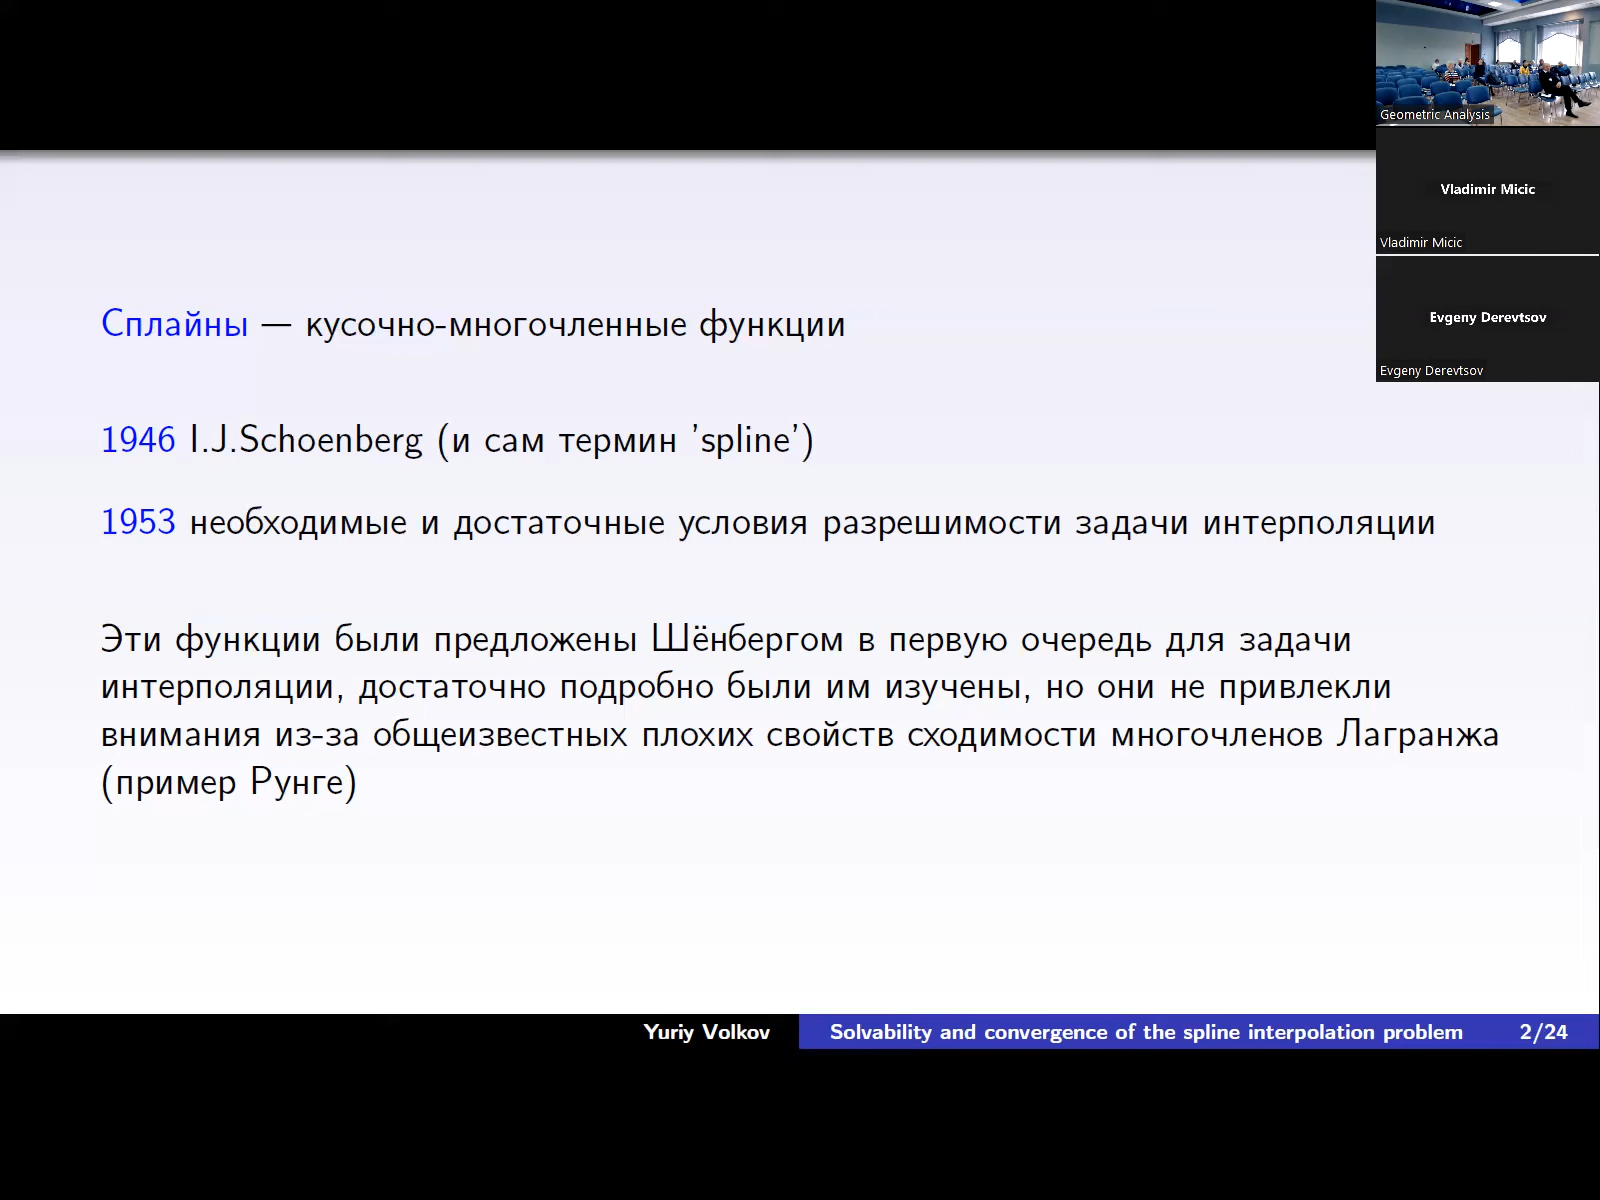 Geometric Analysis
Vladimir Micic
Vladimir Micic
Evgeny Derevtsov
Evgeny Derevtsov
Сплайны — кусочно-многочленные функции
1946 I.J.Schoenberg (и сам термин ’spline’)
1953 необходимые и достаточные условия разрешимости задачи интерполяции
Эти функции были предложены Шёнбергом в первую очередь для задачи
интерполяции, достаточно подробно были им изучены, но они не привлекли
внимания из-за общеизвестных плохих свойств сходимости многочленов Лагранжа
(пример Рунге)
Yuriy Volkov Solvability and convergence of the spline interpolation problem 2/24